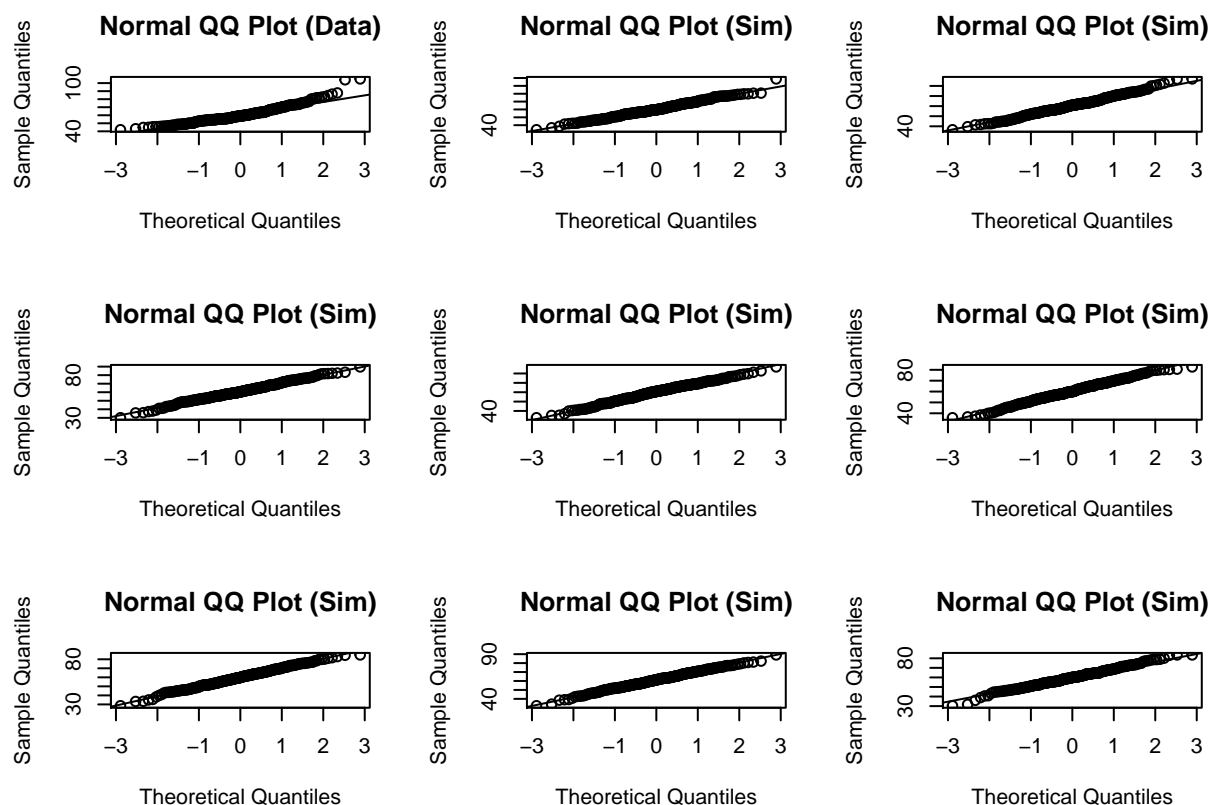 Normal QQ Plot (Data)
Sample Quantiles
40 100
−3 −1 0 1 2 3
Theoretical Quantiles
Normal QQ Plot (Sim)
Sample Quantiles
40
−3 −1 0 1 2 3
Theoretical Quantiles
Normal QQ Plot (Sim)
Sample Quantiles
40
−3 −1 0 1 2 3
Theoretical Quantiles
Normal QQ Plot (Sim)
Sample Quantiles
30 80
−3 −1 0 1 2 3
Theoretical Quantiles
Normal QQ Plot (Sim)
Sample Quantiles
40
−3 −1 0 1 2 3
Theoretical Quantiles
Normal QQ Plot (Sim)
Sample Quantiles
40 80
−3 −1 0 1 2 3
Theoretical Quantiles
Normal QQ Plot (Sim)
Sample Quantiles
30 80
−3 −1 0 1 2 3
Theoretical Quantiles
Normal QQ Plot (Sim)
Sample Quantiles
40 90
−3 −1 0 1 2 3
Theoretical Quantiles
Normal QQ Plot (Sim)
Sample Quantiles
30 80
−3 −1 0 1 2 3
Theoretical Quantiles